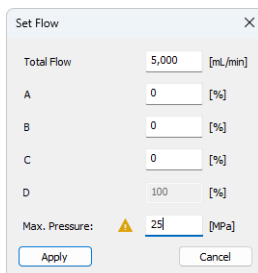 Set Flow
Total Flow 5,000 [mL/min]
A 0 [%]
B 0 [%]
C 0 [%]
D 100 [%]
Max. Pressure: 25 [MPa]
Apply Cancel